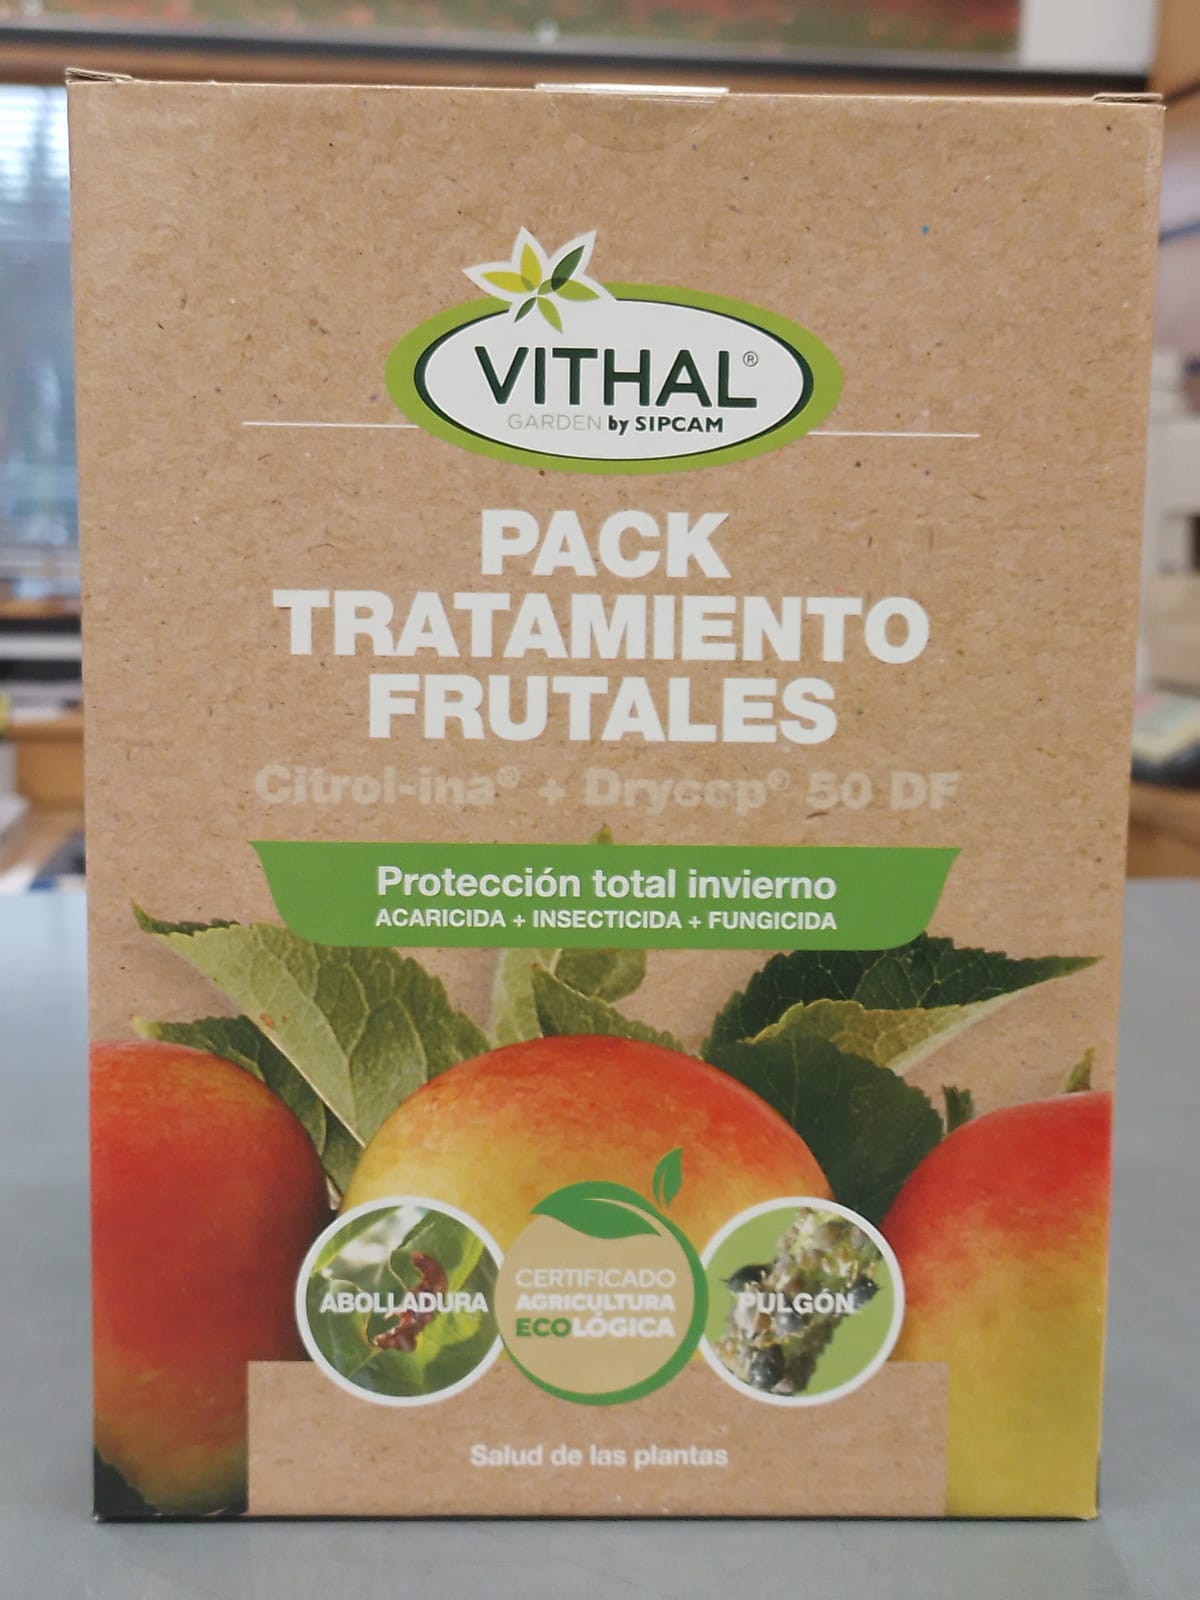 VITHAL®
GARDEN by SIPCAM
PACK
TRATAMIENTO
FRUTALES
Citrol-ina® + Drycop® 50 DF
Protección total invierno
ACARICIDA + INSECTICIDA + FUNGICIDA
ABOLLADURA
CERTIFICADO
AGRICULTURA
ECOLÓGICA
PULGÓN
Salud de las plantas